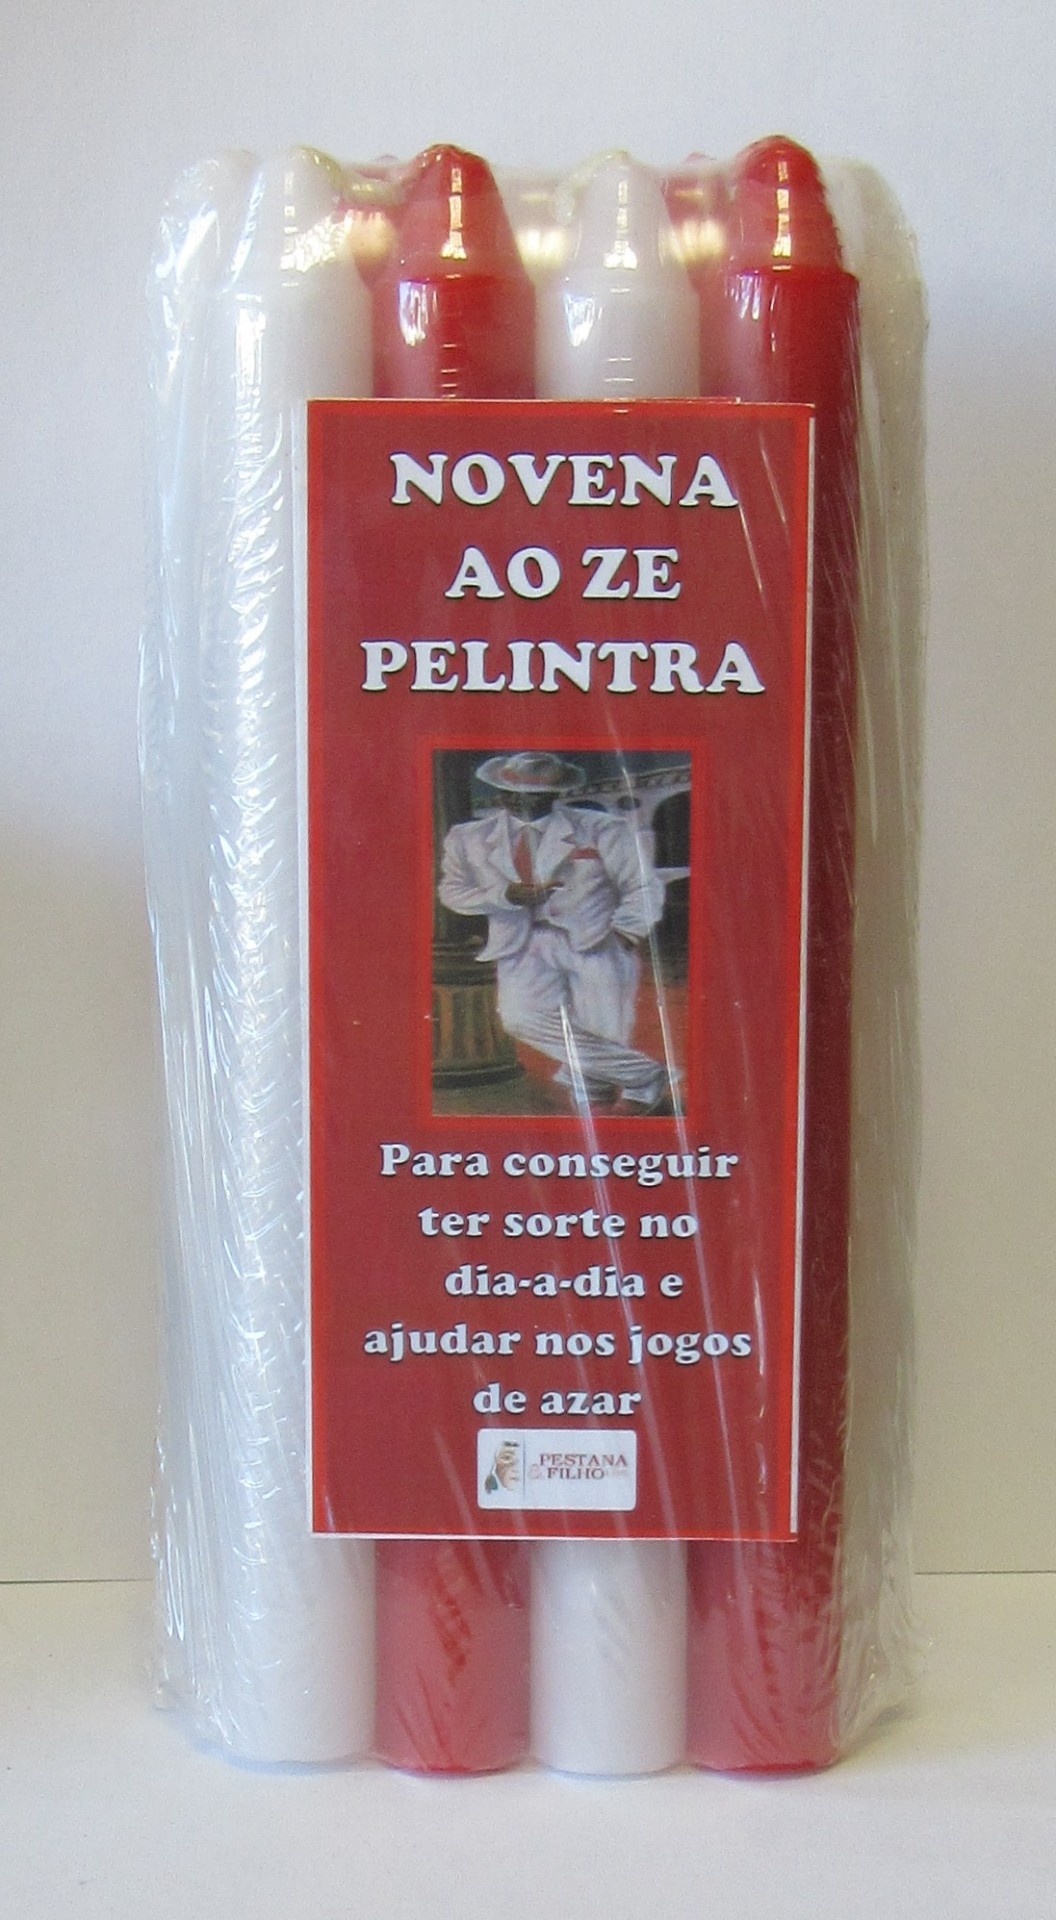 NOVENA
AO ZE
PELINTRA
Para conseguir
ter sorte no
dia-a-dia e
ajudar nos jogos
de azar
PESTANA
& FILHO